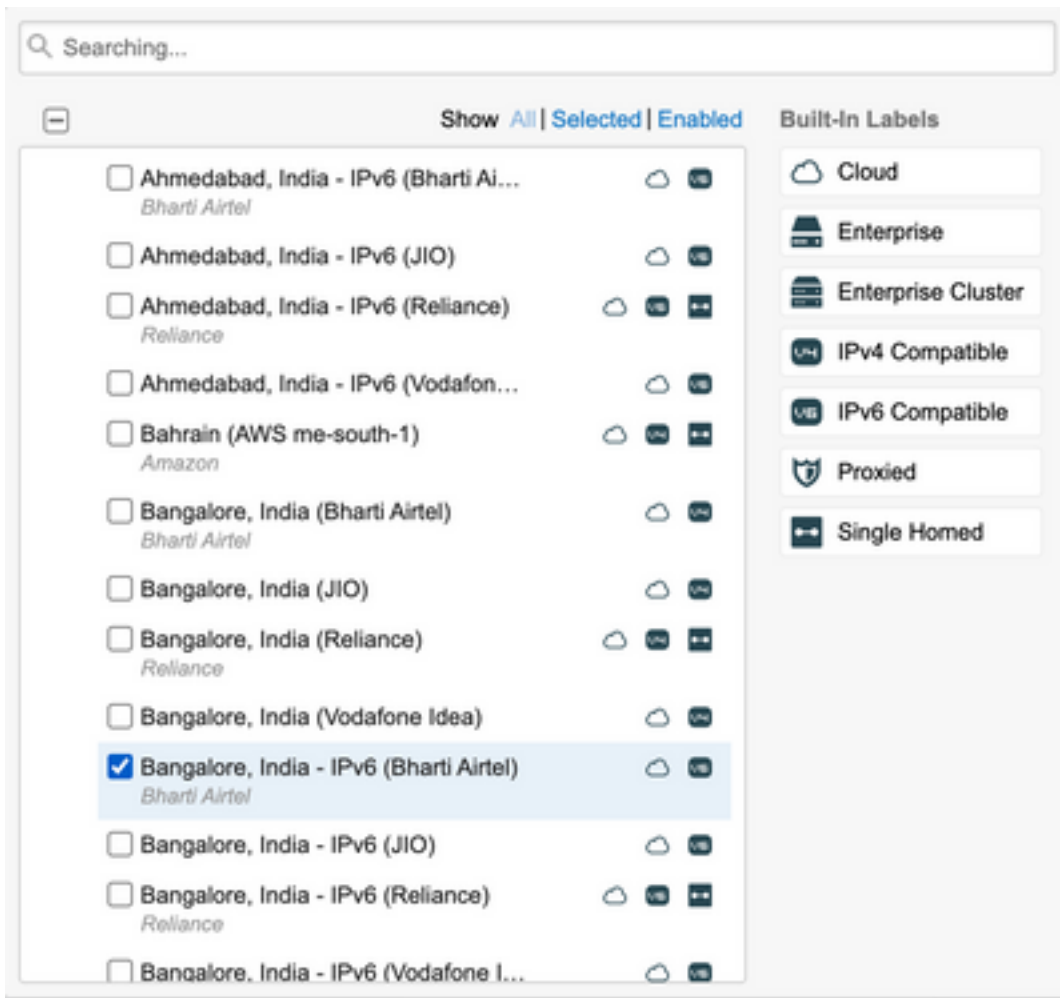 Searching...
Show All | Selected | Enabled
Built-In Labels
Ahmedabad, India - IPv6 (Bharti Ai...
Bharti Airtel
Ahmedabad, India - IPv6 (JIO)
Ahmedabad, India - IPv6 (Reliance)
Reliance
Ahmedabad, India - IPv6 (Vodafon...
Bahrain (AWS me-south-1)
Amazon
Bangalore, India (Bharti Airtel)
Bharti Airtel
Bangalore, India (JIO)
Bangalore, India (Reliance)
Reliance
Bangalore, India (Vodafone Idea)
Bangalore, India - IPv6 (Bharti Airtel)
Bharti Airtel
Bangalore, India - IPv6 (JIO)
Bangalore, India - IPv6 (Reliance)
Reliance
Bangalore, India - IPv6 (Vodafone I...
Cloud
Enterprise
Enterprise Cluster
V4 IPv4 Compatible
V6 IPv6 Compatible
Proxied
Single Homed